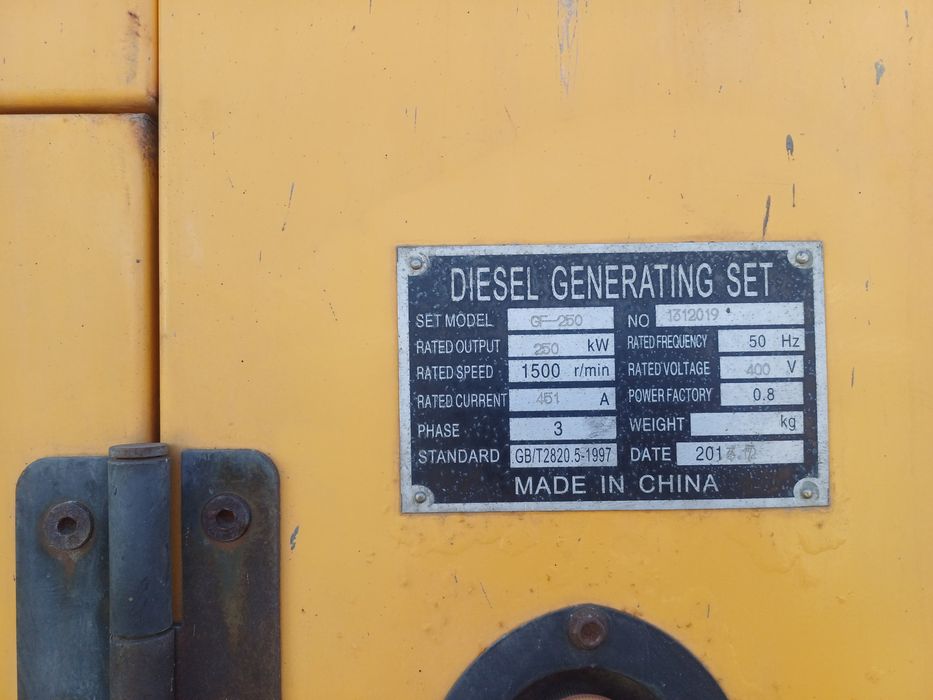 DIESEL GENERATING SET
SET MODEL GF-250 NO 1312019
RATED OUTPUT 250 kW RATED FREQUENCY 50 Hz
RATED SPEED 1500 r/min RATED VOLTAGE 400 V
RATED CURRENT 451 A POWER FACTORY 0.8
PHASE 3 WEIGHT kg
STANDARD GB/T2820.5-1997 DATE
MADE IN CHINA